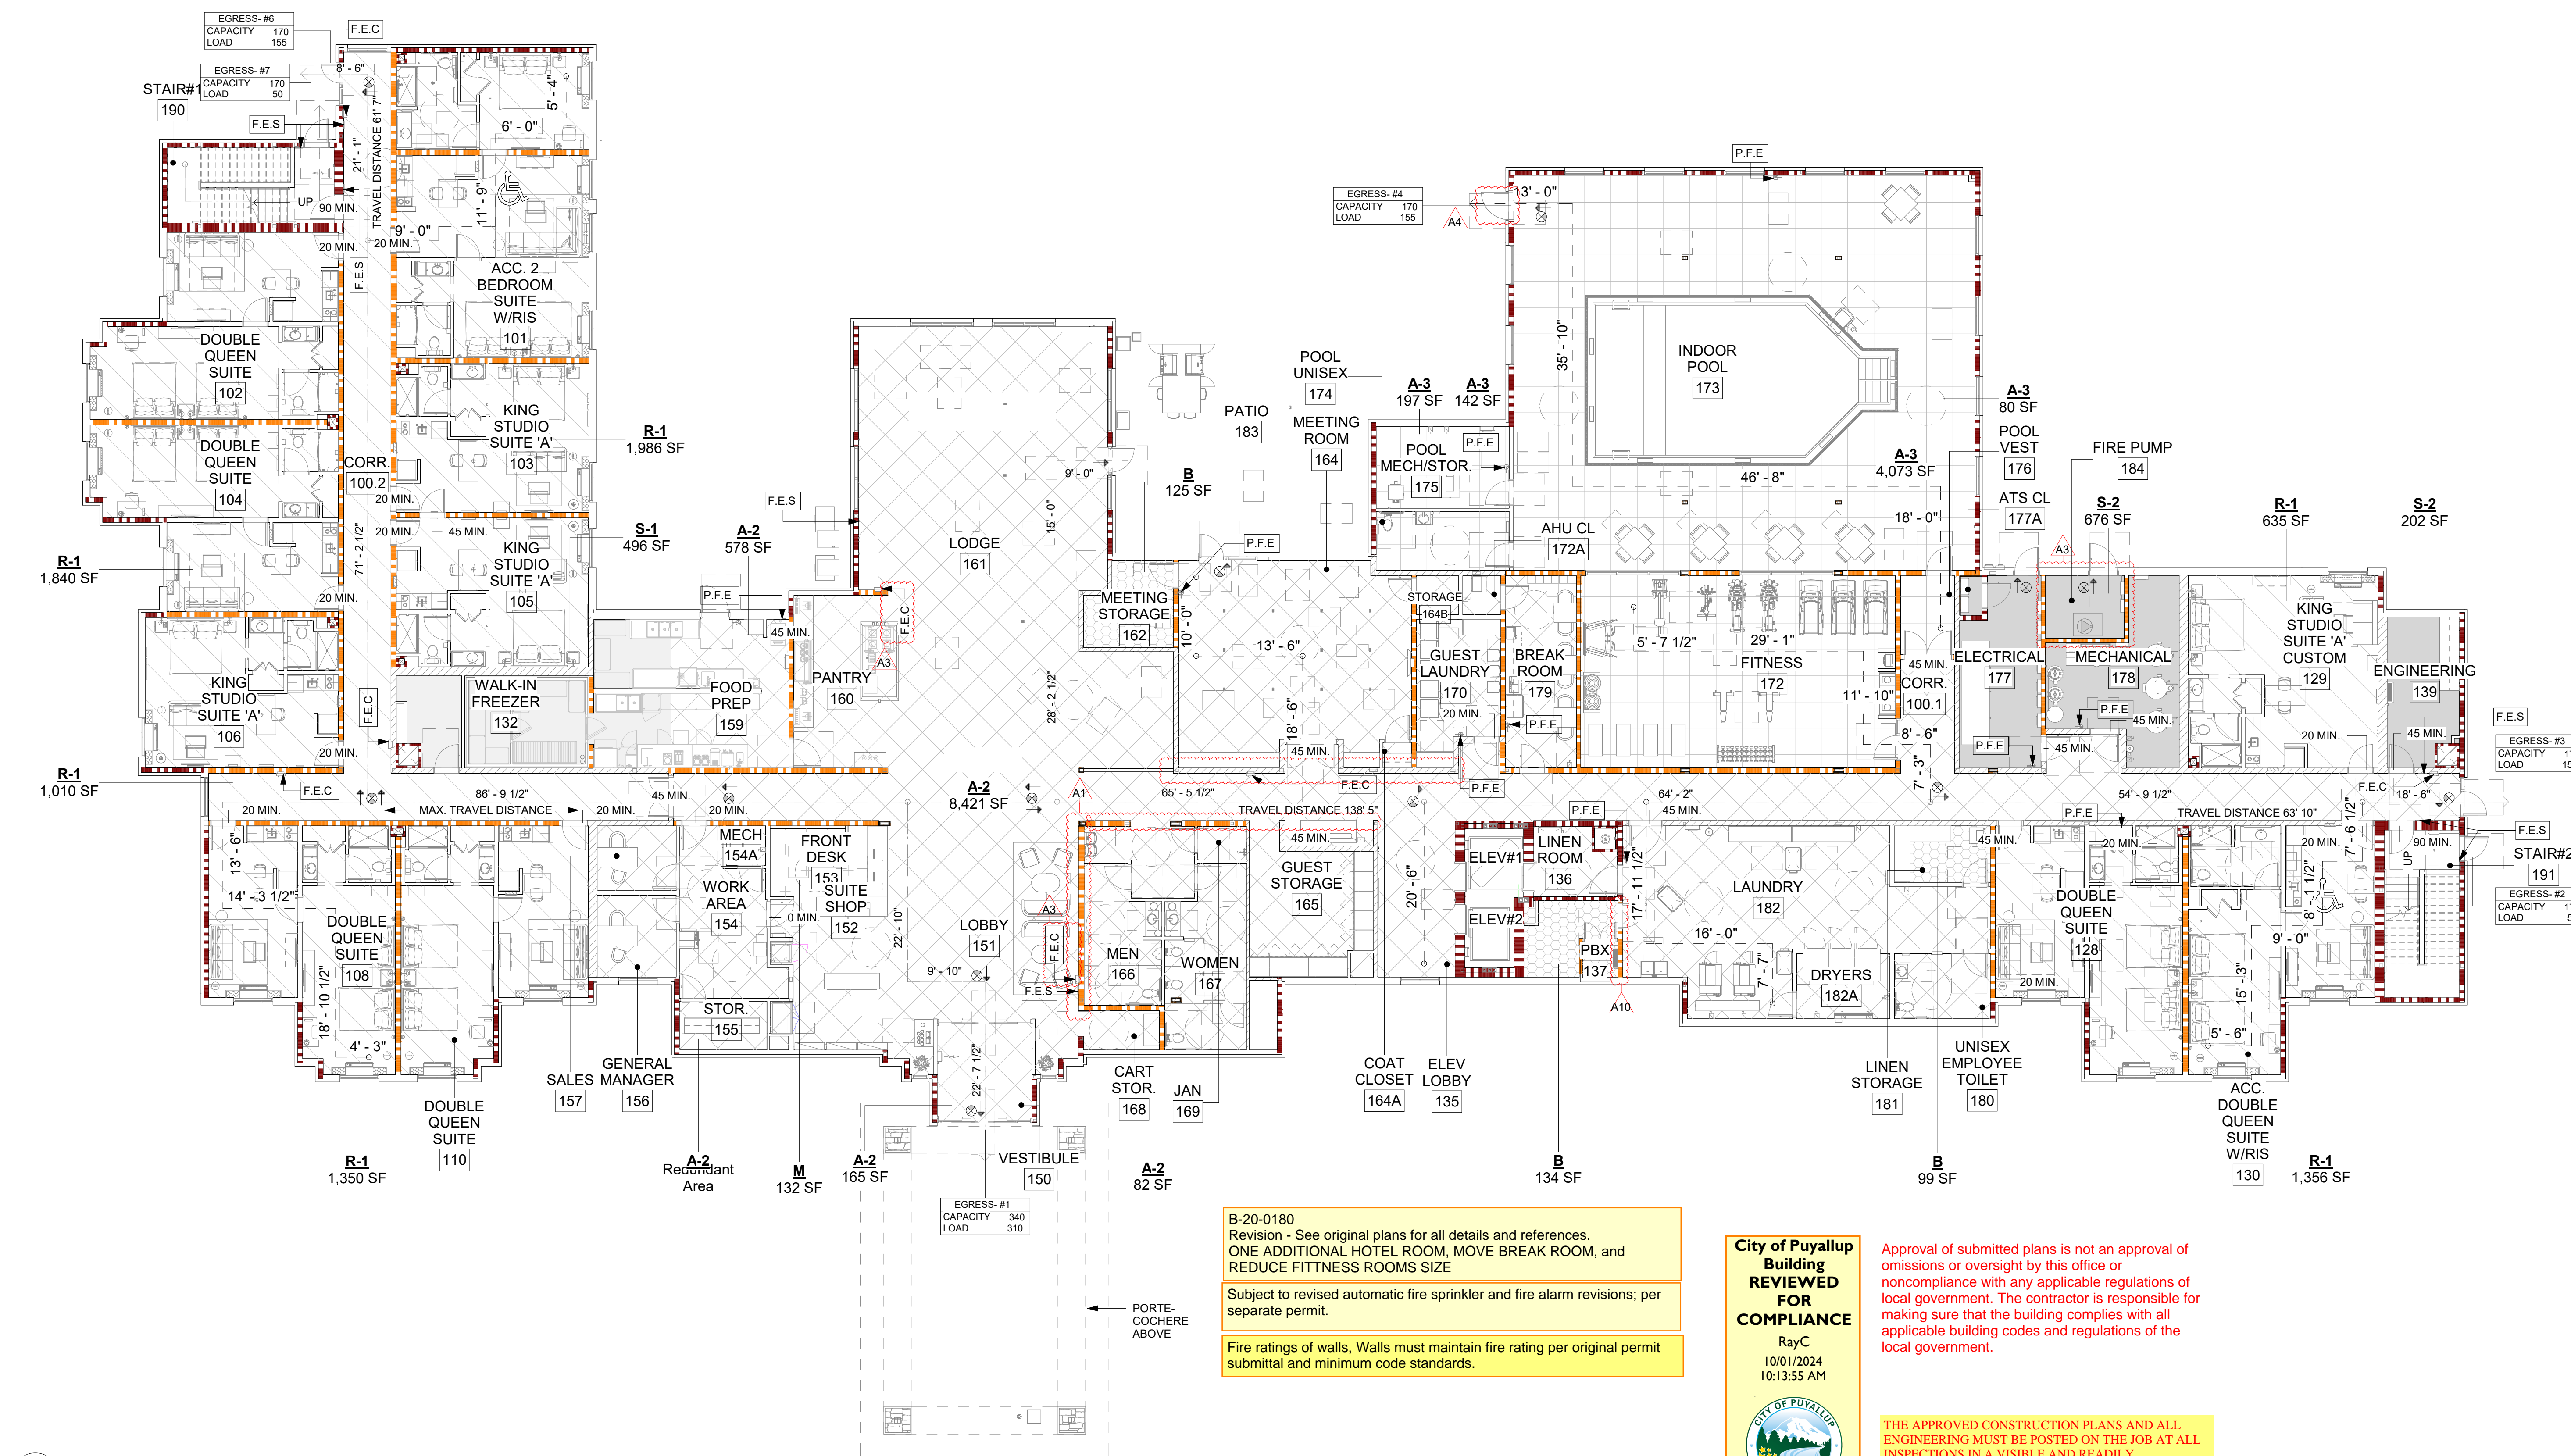 EGRESS- #6
CAPACITY 170
LOAD 155
F.E.C
EGRESS- #7
CAPACITY 170
LOAD 50
STAIR#1
190
F.E.S
8' - 6"
TRAVEL DISTANCE 61' 7"
21' - 1"
5' - 4"
6' - 0"
11' - 9"
9' - 0"
UP
90 MIN.
20 MIN.
20 MIN.
F.E.S
ACC. 2
BEDROOM
SUITE
W/RIS
101
DOUBLE
QUEEN
SUITE
102
DOUBLE
QUEEN
SUITE
104
KING
STUDIO
SUITE 'A'
103
R-1
1,986 SF
CORR.
100.2
20 MIN.
20 MIN.
45 MIN.
71' - 2 1/2"
KING
STUDIO
SUITE 'A'
105
R-1
1,840 SF
20 MIN.
KING
STUDIO
SUITE 'A'
106
20 MIN.
F.E.C
R-1
1,010 SF
F.E.C
S-1
496 SF
A-2
578 SF
F.E.S
P.F.E
45 MIN.
WALK-IN
FREEZER
132
FOOD
PREP
159
PANTRY
160
F.E.C
A3
LODGE
161
9' - 0"
15' - 0"
28' - 2 1/2"
PATIO
183
B
125 SF
P.F.E
MEETING
STORAGE
162
10' - 0"
POOL
UNISEX
174
MEETING
ROOM
164
13' - 6"
18' - 6"
45 MIN.
A-3
197 SF
A-3
142 SF
P.F.E
POOL
MECH/STOR.
175
EGRESS- #4
CAPACITY 170
LOAD 155
A4
13' - 0"
P.F.E
35' - 10"
INDOOR
POOL
173
46' - 8"
A-3
4,073 SF
18' - 0"
AHU CL
172A
STORAGE
164B
GUEST
LAUNDRY
170
20 MIN.
BREAK
ROOM
179
P.F.E
5' - 7 1/2"
29' - 1"
FITNESS
172
11' - 10"
A-3
80 SF
POOL
VEST
176
ATS CL
177A
FIRE PUMP
184
S-2
676 SF
A3
R-1
635 SF
S-2
202 SF
45 MIN.
CORR.
100.1
8' - 6"
7' - 3"
ELECTRICAL
177
MECHANICAL
178
P.F.E
45 MIN.
45 MIN.
P.F.E
KING
STUDIO
SUITE 'A'
CUSTOM
129
20 MIN.
ENGINEERING
139
45 MIN.
F.E.S
EGRESS- #3
CAPACITY
LOAD
F.E.C
18' - 6"
86' - 9 1/2"
MAX. TRAVEL DISTANCE
20 MIN.
20 MIN.
45 MIN.
20 MIN.
A-2
8,421 SF
A1
65' - 5 1/2"
TRAVEL DISTANCE 138' 5"
F.E.C
P.F.E
P.F.E
64' - 2"
45 MIN.
54' - 9 1/2"
TRAVEL DISTANCE 63' 10"
P.F.E
7' - 6 1/2"
F.E.S
13' - 6"
14' - 3 1/2"
18' - 10 1/2"
4' - 3"
DOUBLE
QUEEN
SUITE
108
MECH
154A
WORK
AREA
154
FRONT
DESK
153
SUITE
SHOP
152
0 MIN.
22' - 10"
STOR.
155
LOBBY
151
9' - 10"
A3
F.E.C
F.E.S
22' - 7 1/2"
MEN
166
WOMEN
167
45 MIN.
GUEST
STORAGE
165
20' - 6"
ELEV#1
ELEV#2
LINEN
ROOM
136
PBX
137
17' - 11 1/2"
A10
LAUNDRY
182
16' - 0"
7' - 7"
DRYERS
182A
45 MIN.
20 MIN.
DOUBLE
QUEEN
SUITE
128
20 MIN.
20 MIN.
8' - 1 1/2"
9' - 0"
15' - 3"
5' - 6"
UP
90 MIN.
STAIR#2
191
EGRESS- #2
CAPACITY
LOAD
SALES
157
GENERAL
MANAGER
156
DOUBLE
QUEEN
SUITE
110
R-1
1,350 SF
A-2
Redundant
Area
M
132 SF
A-2
165 SF
VESTIBULE
150
EGRESS- #1
CAPACITY 340
LOAD 310
CART
STOR.
168
A-2
82 SF
JAN
169
COAT
CLOSET
164A
ELEV
LOBBY
135
B
134 SF
LINEN
STORAGE
181
UNISEX
EMPLOYEE
TOILET
180
B
99 SF
ACC.
DOUBLE
QUEEN
SUITE
W/RIS
130
R-1
1,356 SF
PORTE-
COCHERE
ABOVE
B-20-0180
Revision - See original plans for all details and references.
ONE ADDITIONAL HOTEL ROOM, MOVE BREAK ROOM, and
REDUCE FITTNESS ROOMS SIZE
Subject to revised automatic fire sprinkler and fire alarm revisions; per
separate permit.
Fire ratings of walls, Walls must maintain fire rating per original permit
submittal and minimum code standards.
City of Puyallup
Building
REVIEWED
FOR
COMPLIANCE
RayC
10/01/2024
10:13:55 AM
CITY OF PUYALLUP
Approval of submitted plans is not an approval of
omissions or oversight by this office or
noncompliance with any applicable regulations of
local government. The contractor is responsible for
making sure that the building complies with all
applicable building codes and regulations of the
local government.
THE APPROVED CONSTRUCTION PLANS AND ALL
ENGINEERING MUST BE POSTED ON THE JOB AT ALL
INSPECTIONS IN A VISIBLE AND READILY